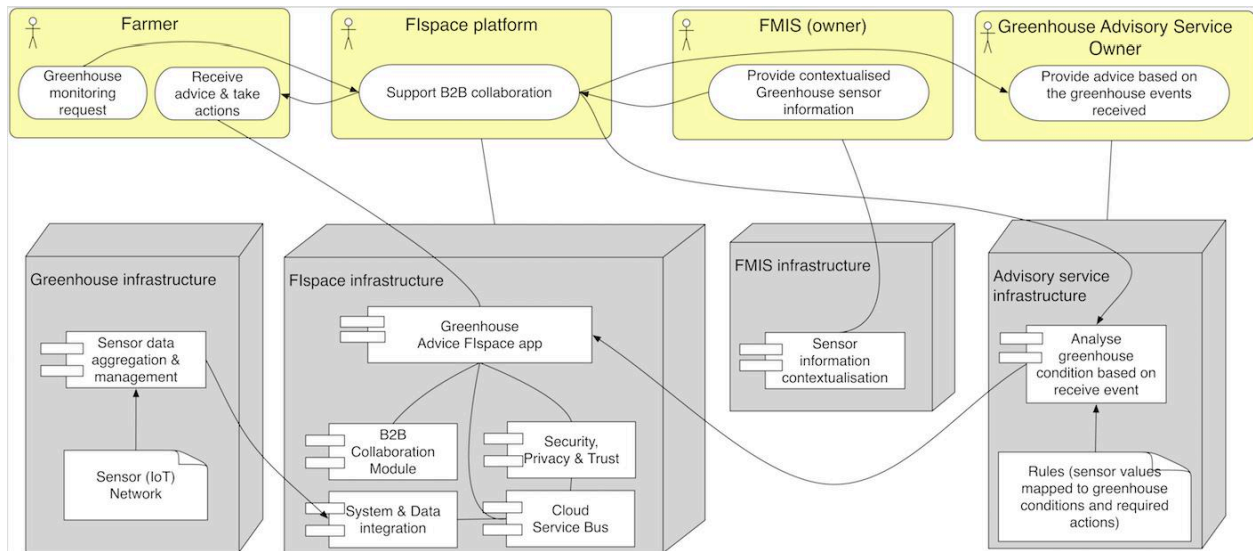 Farmer
Greenhouse
monitoring
request
Receive
advice & take
actions
FIspace platform
Support B2B collaboration
FMIS (owner)
Provide contextualised
Greenhouse sensor
information
Greenhouse Advisory Service
Owner
Provide advice based on
the greenhouse events
received
Greenhouse infrastructure
Sensor data
aggregation &
management
Sensor (IoT)
Network
FIspace infrastructure
Greenhouse
Advice FIspace app
B2B
Collaboration
Module
Security,
Privacy & Trust
System & Data
integration
Cloud
Service Bus
FMIS infrastructure
Sensor
information
contextualisation
Advisory service
infrastructure
Analyse
greenhouse
condition based on
receive event
Rules (sensor values
mapped to greenhouse
conditions and required
actions)